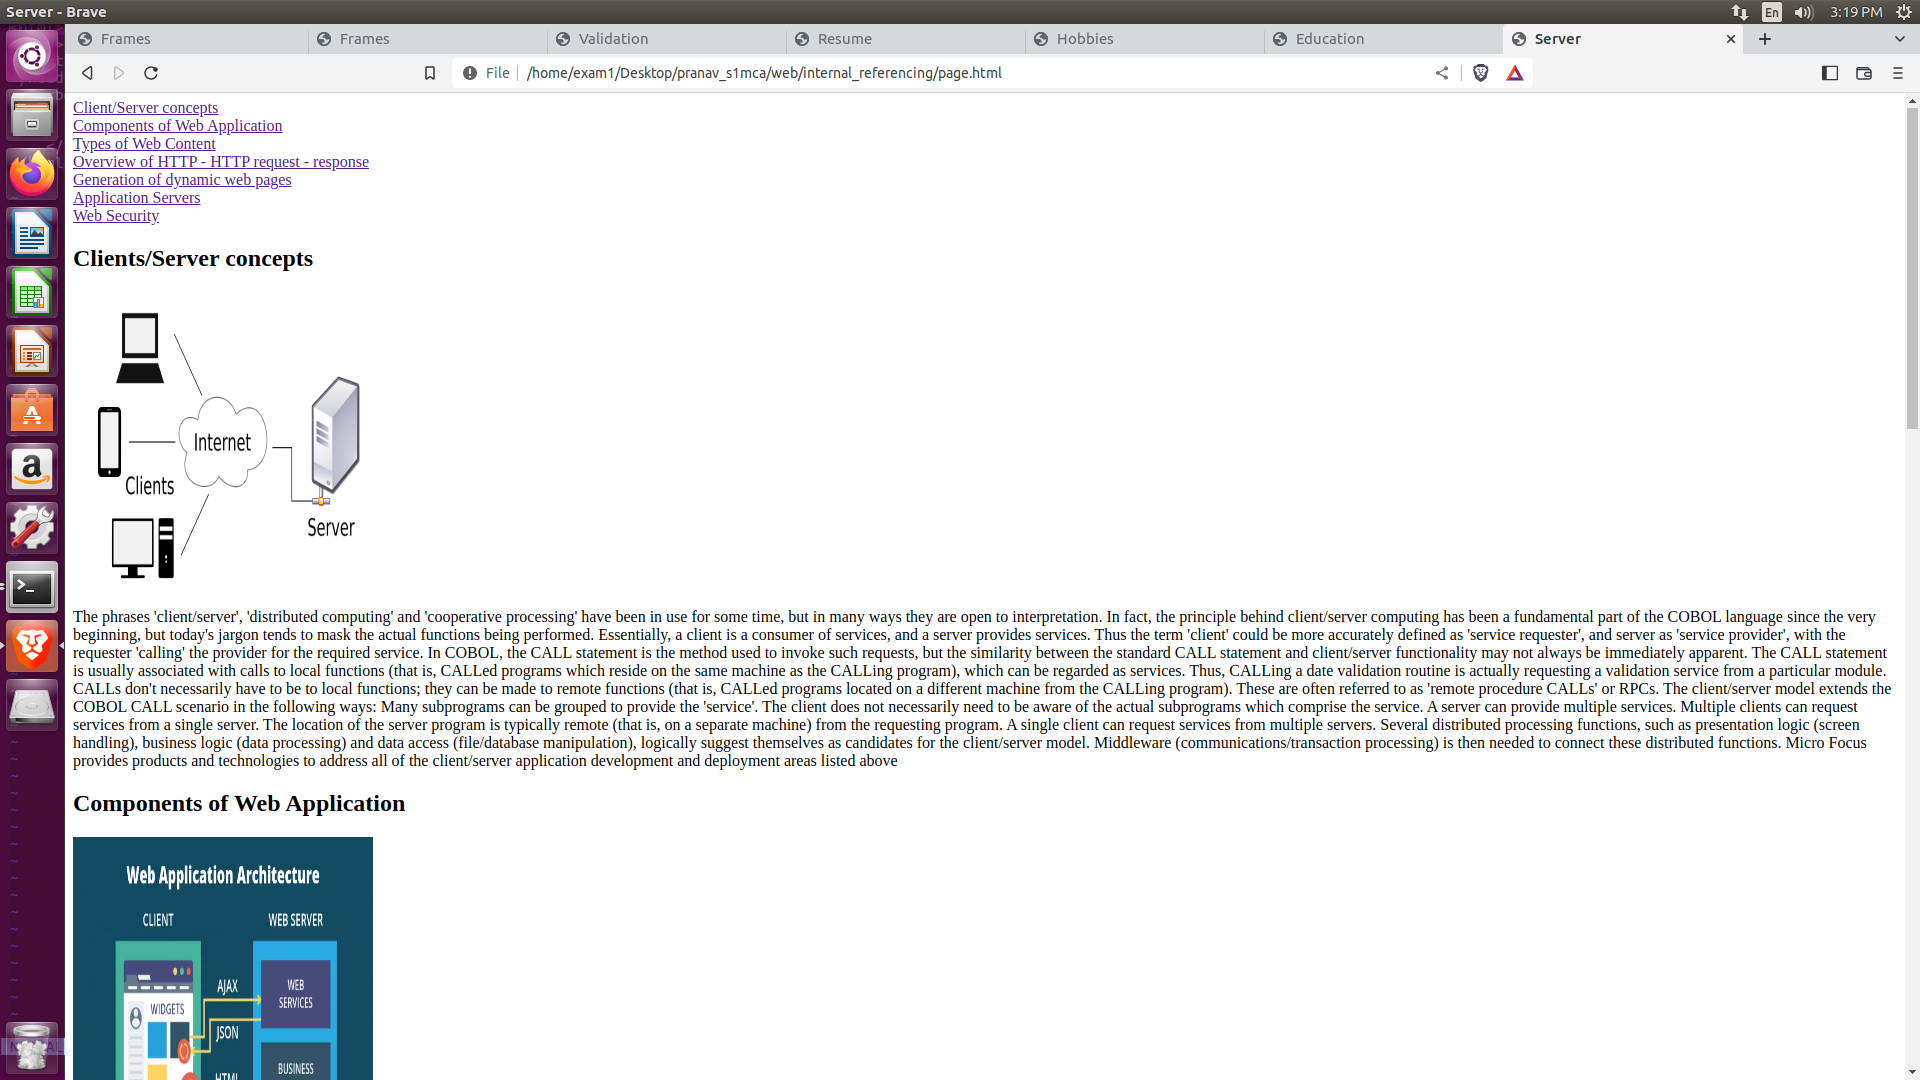 Server - Brave
En
3:19 PM
Frames
Frames
Validation
Resume
Hobbies
Education
Server
File
/home/exam1/Desktop/pranav_s1mca/web/internal_referencing/page.html
Client/Server concepts
Components of Web Application
Types of Web Content
Overview of HTTP - HTTP request - response
Generation of dynamic web pages
Application Servers
Web Security
Clients/Server concepts
Internet
Clients
Server
The phrases 'client/server', 'distributed computing' and 'cooperative processing' have been in use for some time, but in many ways they are open to interpretation. In fact, the principle behind client/server computing has been a fundamental part of the COBOL language since the very
beginning, but today's jargon tends to mask the actual functions being performed. Essentially, a client is a consumer of services, and a server provides services. Thus the term 'client' could be more accurately defined as 'service requester', and server as 'service provider', with the
requester 'calling' the provider for the required service. In COBOL, the CALL statement is the method used to invoke such requests, but the similarity between the standard CALL statement and client/server functionality may not always be immediately apparent. The CALL statement
is usually associated with calls to local functions (that is, CALLed programs which reside on the same machine as the CALLing program), which can be regarded as services. Thus, CALLing a date validation routine is actually requesting a validation service from a particular module.
CALLs don't necessarily have to be to local functions; they can be made to remote functions (that is, CALLed programs located on a different machine from the CALLing program). These are often referred to as 'remote procedure CALLs' or RPCs. The client/server model extends the
COBOL CALL scenario in the following ways: Many subprograms can be grouped to provide the 'service'. The client does not necessarily need to be aware of the actual subprograms which comprise the service. A server can provide multiple services. Multiple clients can request
services from a single server. The location of the server program is typically remote (that is, on a separate machine) from the requesting program. A single client can request services from multiple servers. Several distributed processing functions, such as presentation logic (screen
handling), business logic (data processing) and data access (file/database manipulation), logically suggest themselves as candidates for the client/server model. Middleware (communications/transaction processing) is then needed to connect these distributed functions. Micro Focus
provides products and technologies to address all of the client/server application development and deployment areas listed above
Components of Web Application
Web Application Architecture
CLIENT
WEB SERVER
AJAX
WEB
SERVICES
WIDGETS
JSON
BUSINESS
HTML